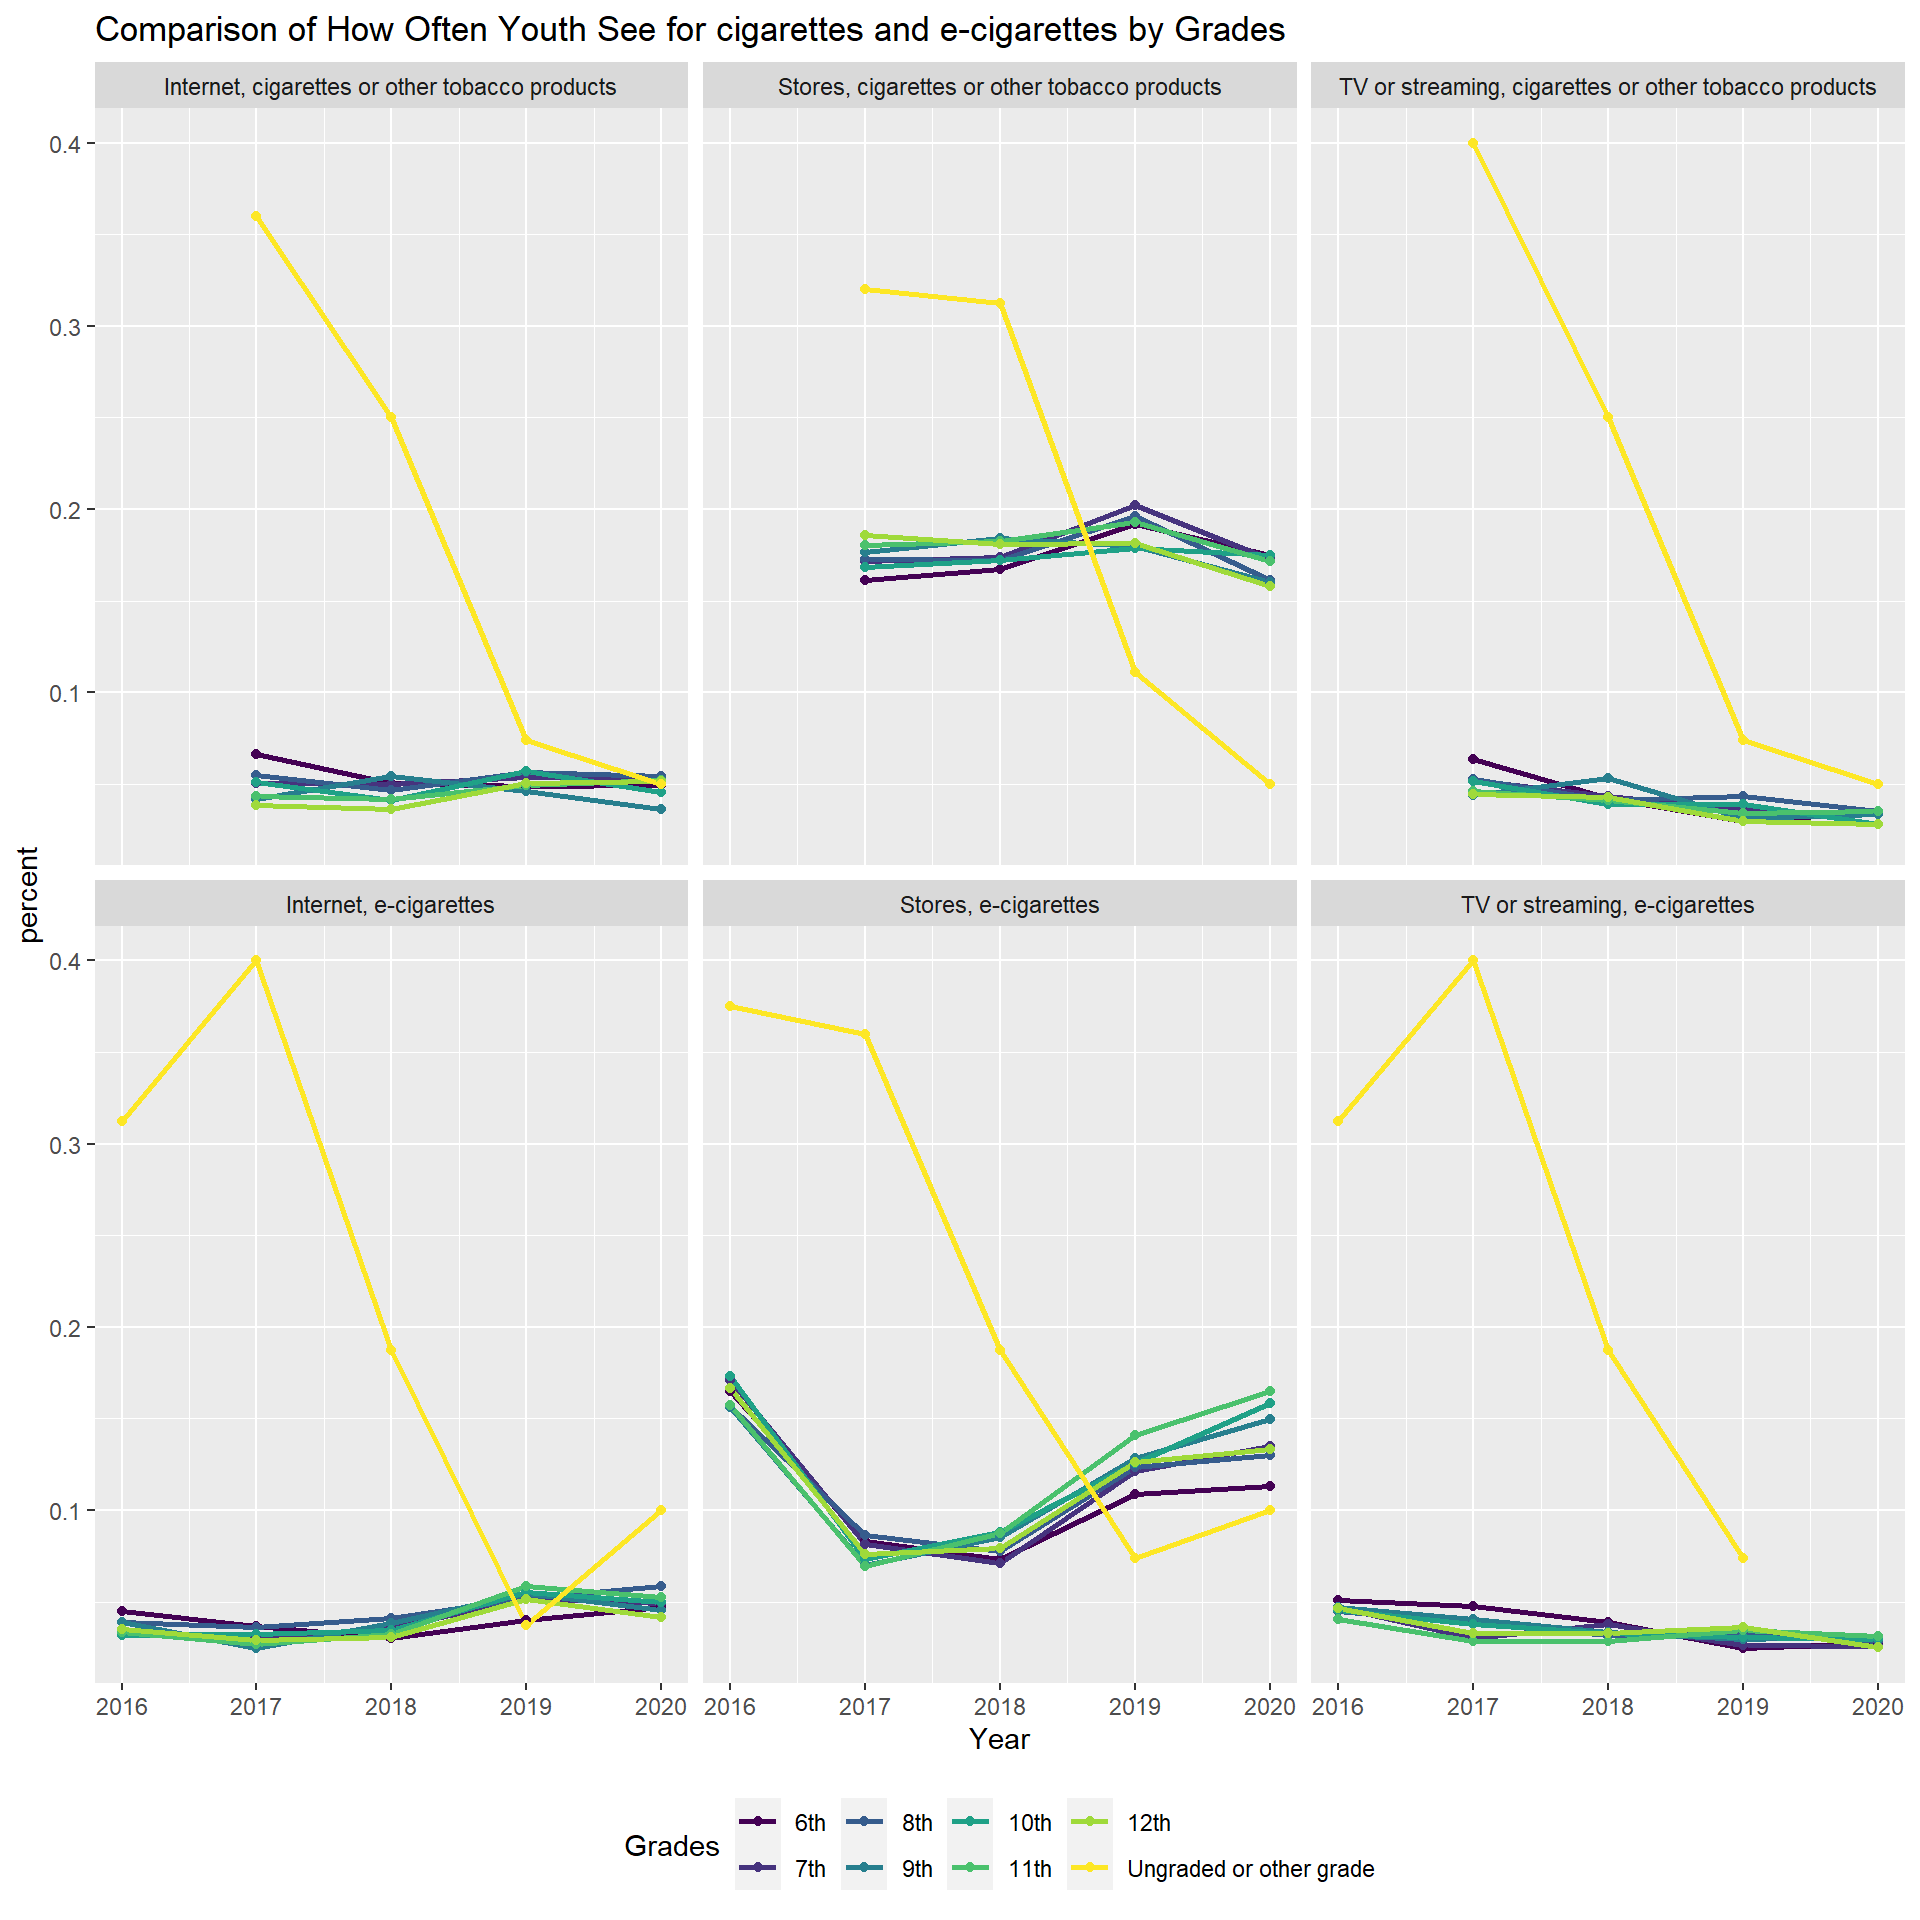 Comparison of How Often Youth See for cigarettes and e-cigarettes by Grades
Internet, cigarettes or other tobacco products
Stores, cigarettes or other tobacco products
TV or streaming, cigarettes or other tobacco products
0.4
0.3
0.2
0.1
percent
Internet, e-cigarettes
Stores, e-cigarettes
TV or streaming, e-cigarettes
0.4
0.3
0.2
0.1
2016 2017 2018 2019 2020
2016 2017 2018 2019 2020
2016 2017 2018 2019 2020
Year
Grades
6th 8th 10th 12th
7th 9th 11th Ungraded or other grade